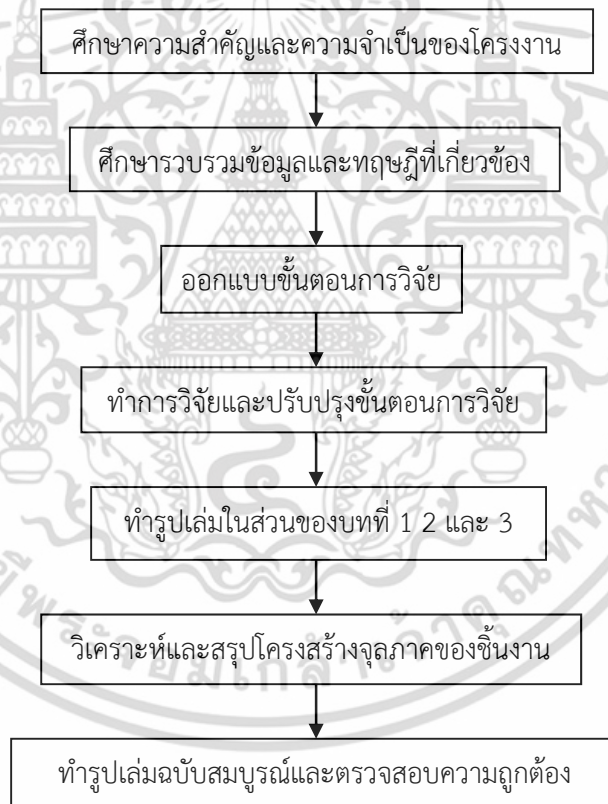 ศึกษาความสำคัญและความจำเป็นของโครงงาน
ศึกษารวบรวมข้อมูลและทฤษฎีที่เกี่ยวข้อง
ออกแบบขั้นตอนการวิจัย
ทำการวิจัยและปรับปรุงขั้นตอนการวิจัย
ทำรูปเล่มในส่วนของบทที่ 1 2 และ 3
วิเคราะห์และสรุปโครงสร้างจุลภาคของชิ้นงาน
ทำรูปเล่มฉบับสมบูรณ์และตรวจสอบความถูกต้อง